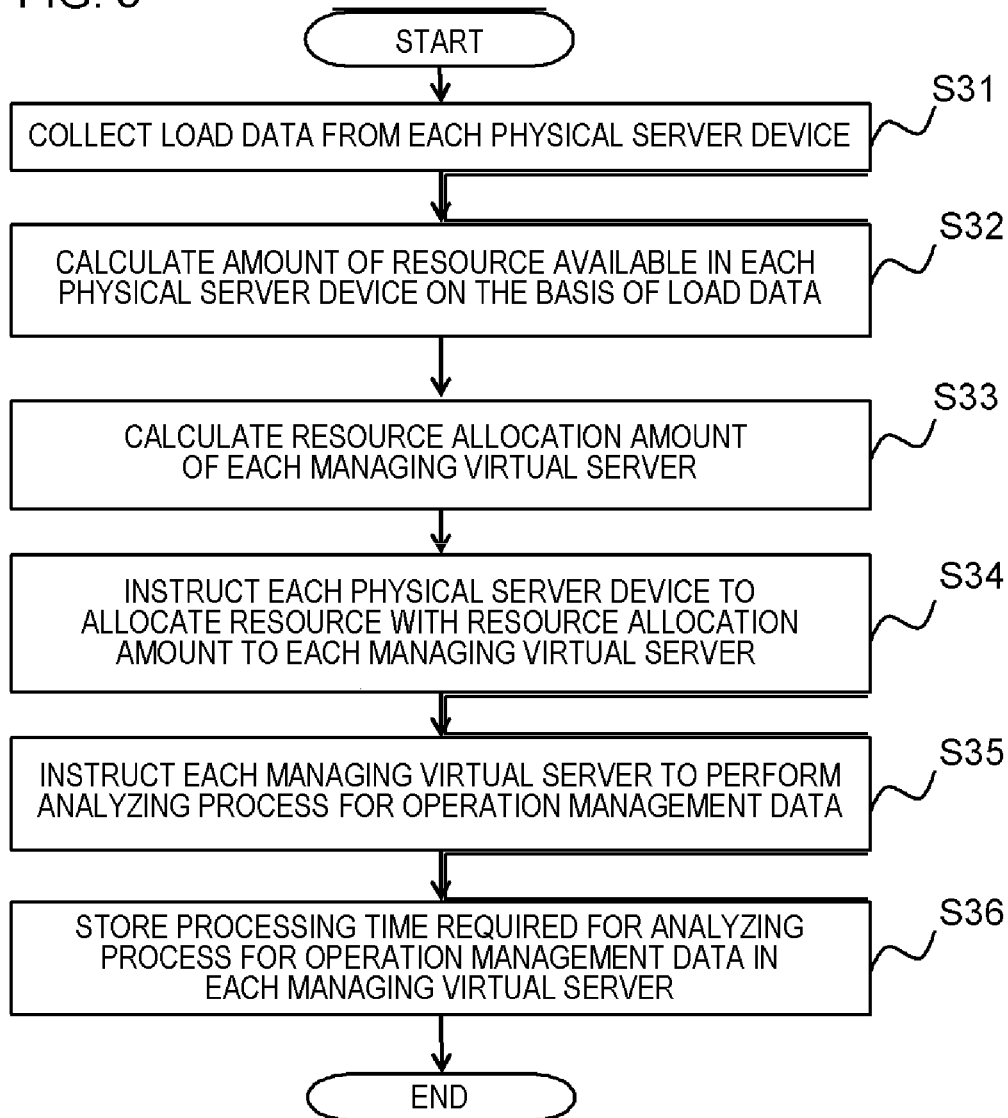 START
S31
COLLECT LOAD DATA FROM EACH PHYSICAL SERVER DEVICE
S32
CALCULATE AMOUNT OF RESOURCE AVAILABLE IN EACH
PHYSICAL SERVER DEVICE ON THE BASIS OF LOAD DATA
S33
CALCULATE RESOURCE ALLOCATION AMOUNT
OF EACH MANAGING VIRTUAL SERVER
S34
INSTRUCT EACH PHYSICAL SERVER DEVICE TO
ALLOCATE RESOURCE WITH RESOURCE ALLOCATION
AMOUNT TO EACH MANAGING VIRTUAL SERVER
S35
INSTRUCT EACH MANAGING VIRTUAL SERVER TO PERFORM
ANALYZING PROCESS FOR OPERATION MANAGEMENT DATA
S36
STORE PROCESSING TIME REQUIRED FOR ANALYZING
PROCESS FOR OPERATION MANAGEMENT DATA IN
EACH MANAGING VIRTUAL SERVER
END